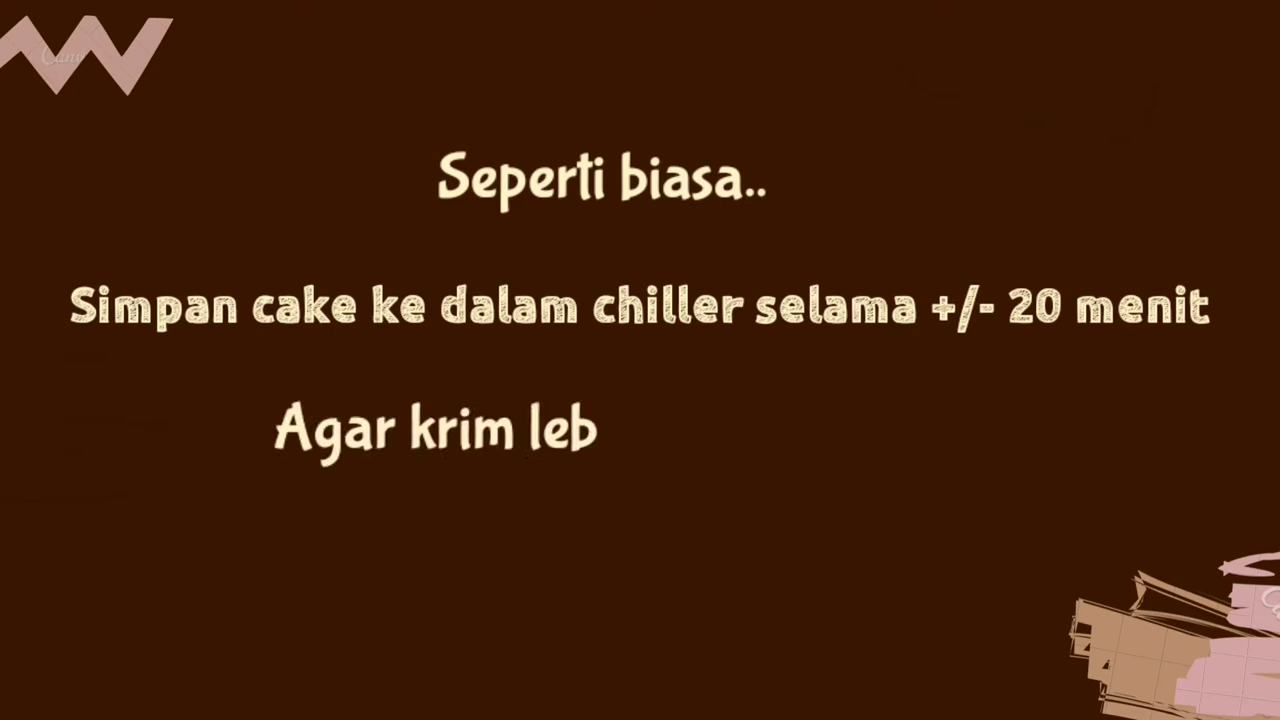 Seperti biasa..
Simpan cake ke dalam chiller selama +/- 20 menit
Agar krim leb